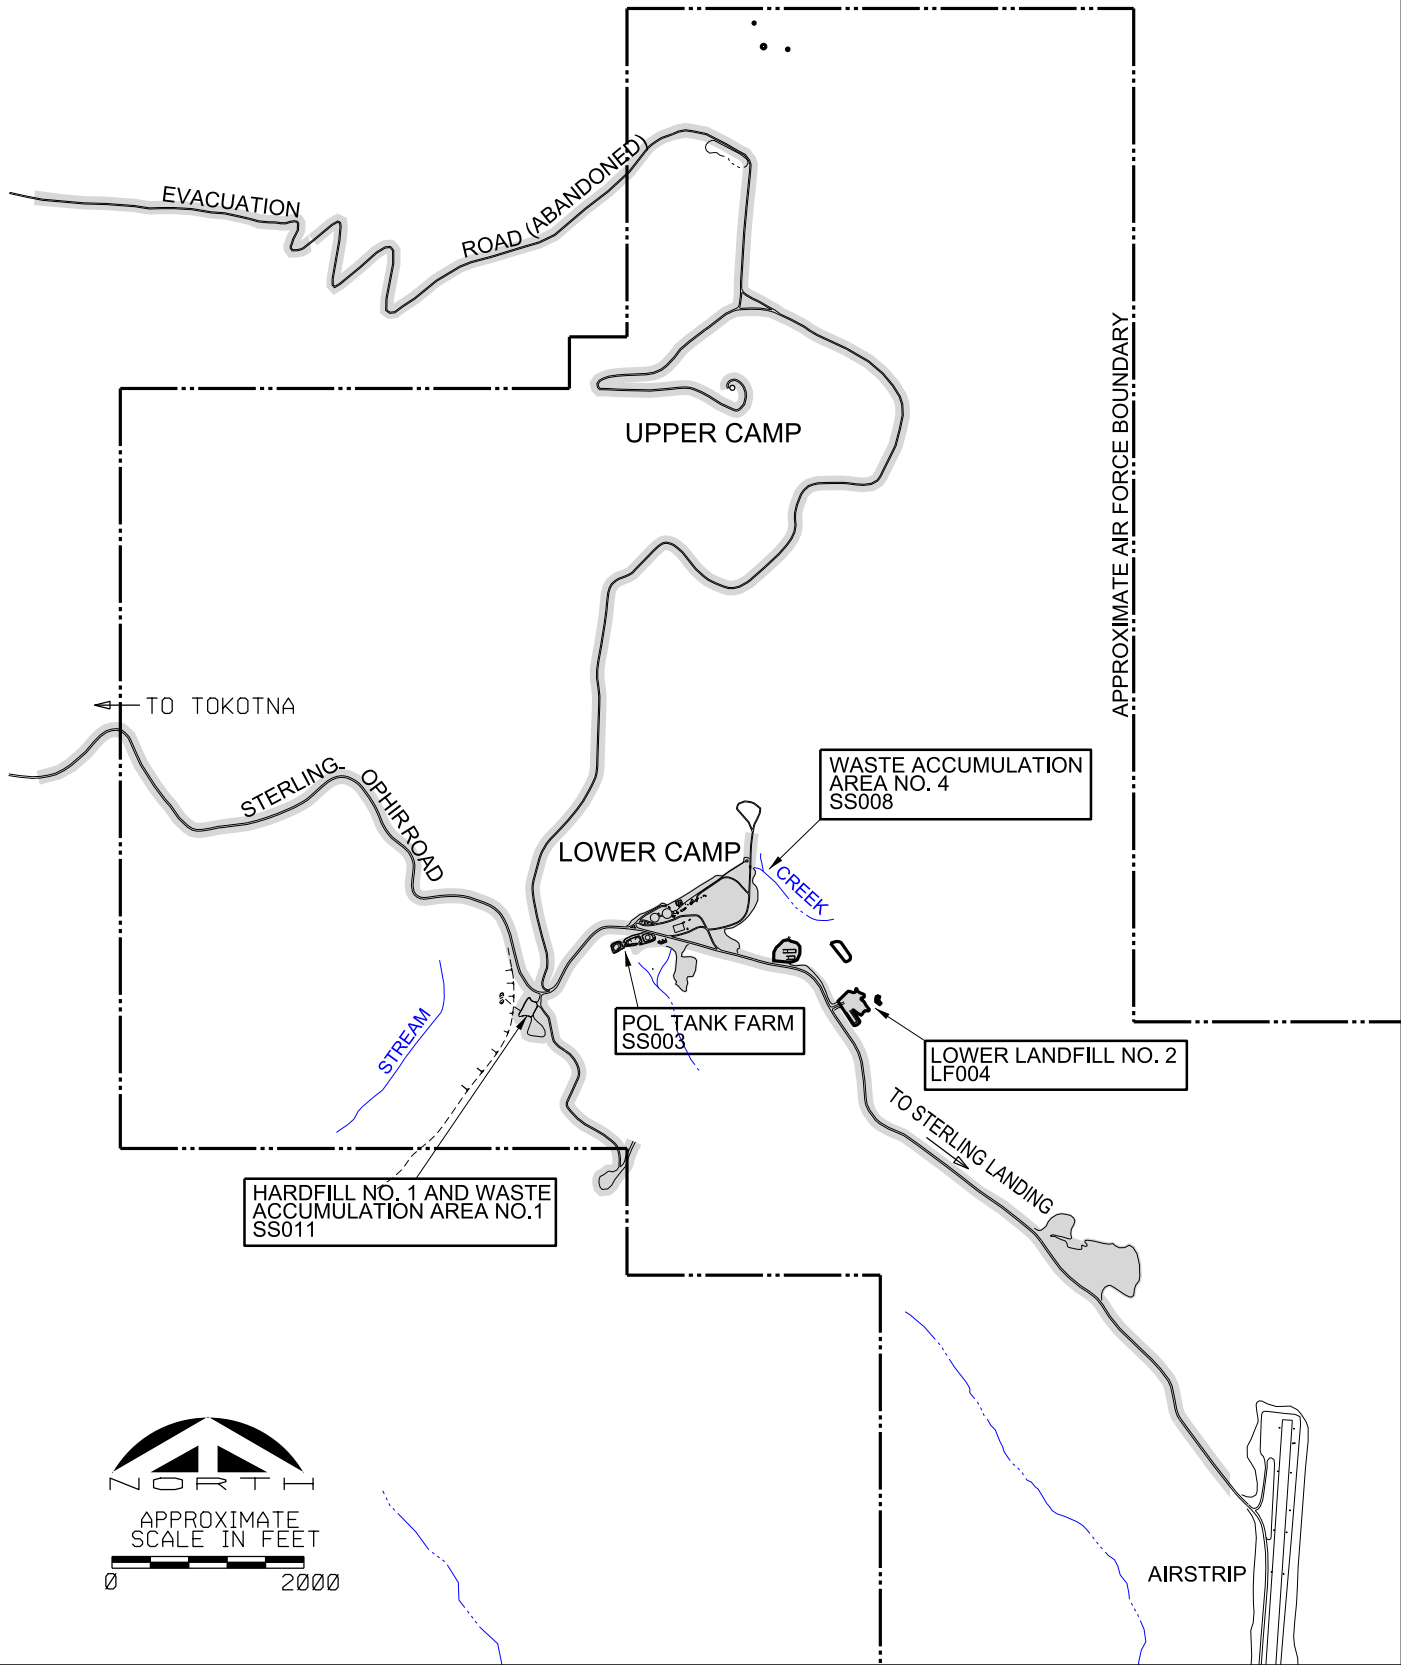 EVACUATION
ROAD (ABANDONED)
APPROXIMATE AIR FORCE BOUNDARY
UPPER CAMP
TO TOKOTNA
STERLING-
OPHIR ROAD
WASTE ACCUMULATION
AREA NO. 4
SS008
LOWER CAMP
CREEK
STREAM
POL TANK FARM
SS003
LOWER LANDFILL NO. 2
LF004
TO STERLING LANDING
HARDFILL NO. 1 AND WASTE
ACCUMULATION AREA NO.1
SS011
NORTH
APPROXIMATE
SCALE IN FEET
0 2000
AIRSTRIP